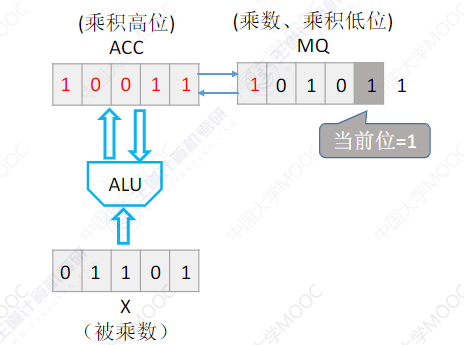 (乘积高位)
ACC
(乘数、乘积低位)
MQ
1 0 0 1 1
1 0 1 0 1 1
当前位=1
ALU
0 1 1 0 1
X
（被乘数）
中国大学MOOC